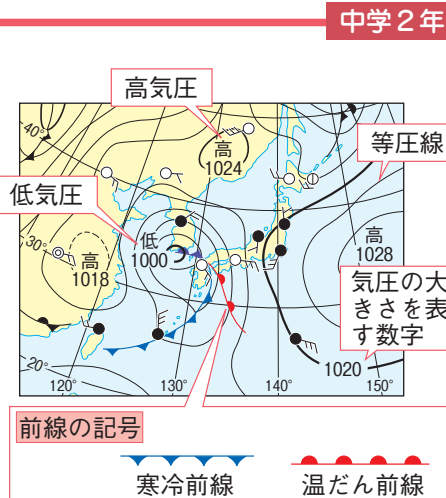 中学２年
高気圧
40°
高
1024
等圧線
低気圧
低
1000
30°
高
1018
高
1028
気圧の大
きさを表
す数字
20°
1020
120°
130°
140°
150°
前線の記号
寒冷前線
温だん前線